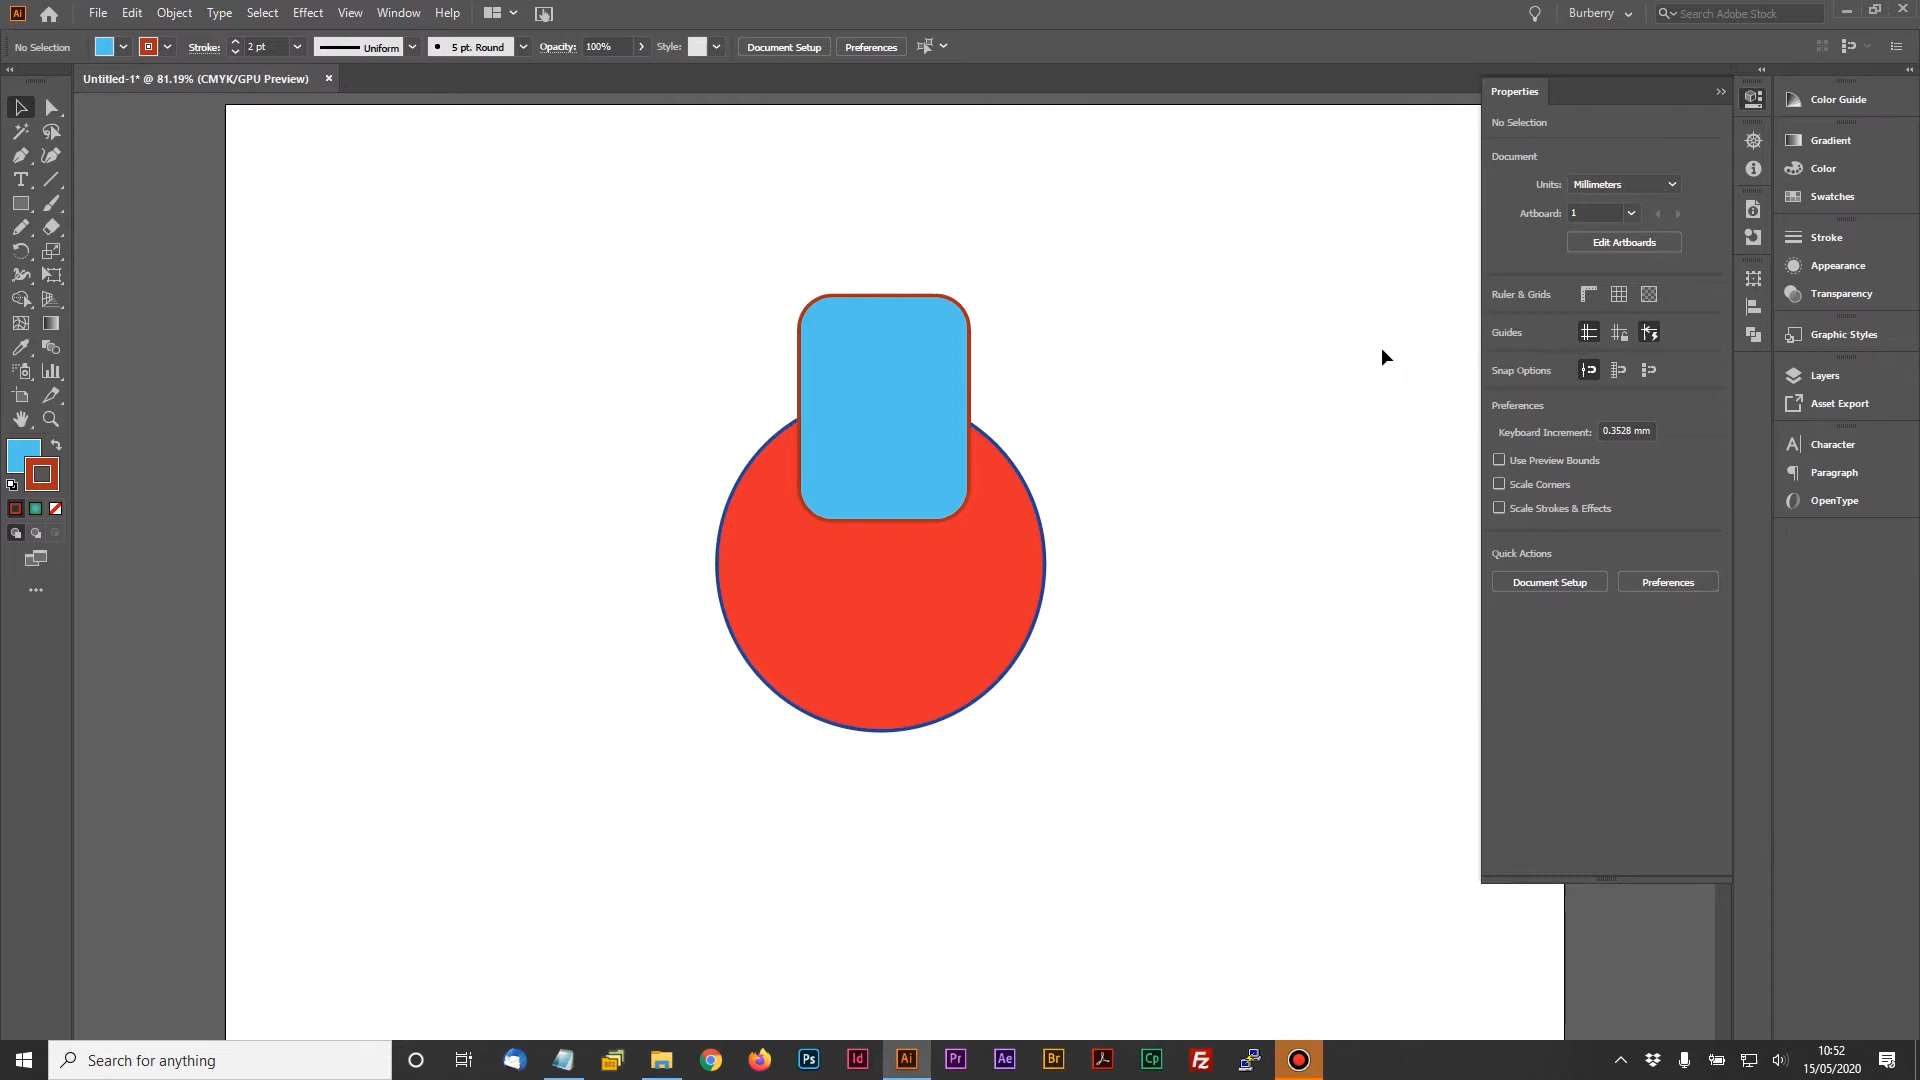 Ai File Edit Object Type Select Effect View Window Help Burberry Search Adobe Stock
No Selection Stroke: 2 pt Uniform 5 pt. Round Opacity: 100% Style: Document Setup Preferences
Untitled-1* @ 81.19% (CMYK/GPU Preview)
Properties
No Selection
Document
Units: Millimeters
Artboard: 1
Edit Artboards
Ruler & Grids
Guides
Snap Options
Preferences
Keyboard Increment: 0.3528 mm
Use Preview Bounds
Scale Corners
Scale Strokes & Effects
Quick Actions
Document Setup Preferences
Color Guide
Gradient
Color
Swatches
Stroke
Appearance
Transparency
Graphic Styles
Layers
Asset Export
Character
Paragraph
OpenType
Search for anything
Ps Id Ai Pr Ae Br Cp Fz
10:52
15/05/2020